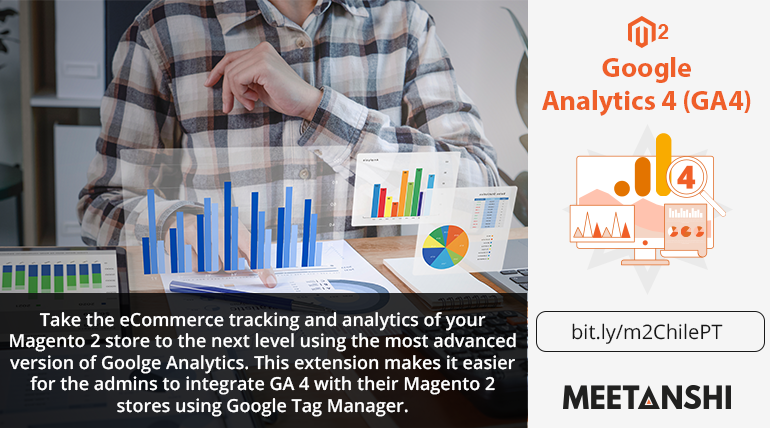 2
Google
Analytics 4 (GA4)
4
Take the eCommerce tracking and analytics of your
Magento 2 store to the next level using the most advanced
version of Goolge Analytics. This extension makes it easier
for the admins to integrate GA 4 with their Magento 2
stores using Google Tag Manager.
bit.ly/m2ChilePT
MEETANSHI